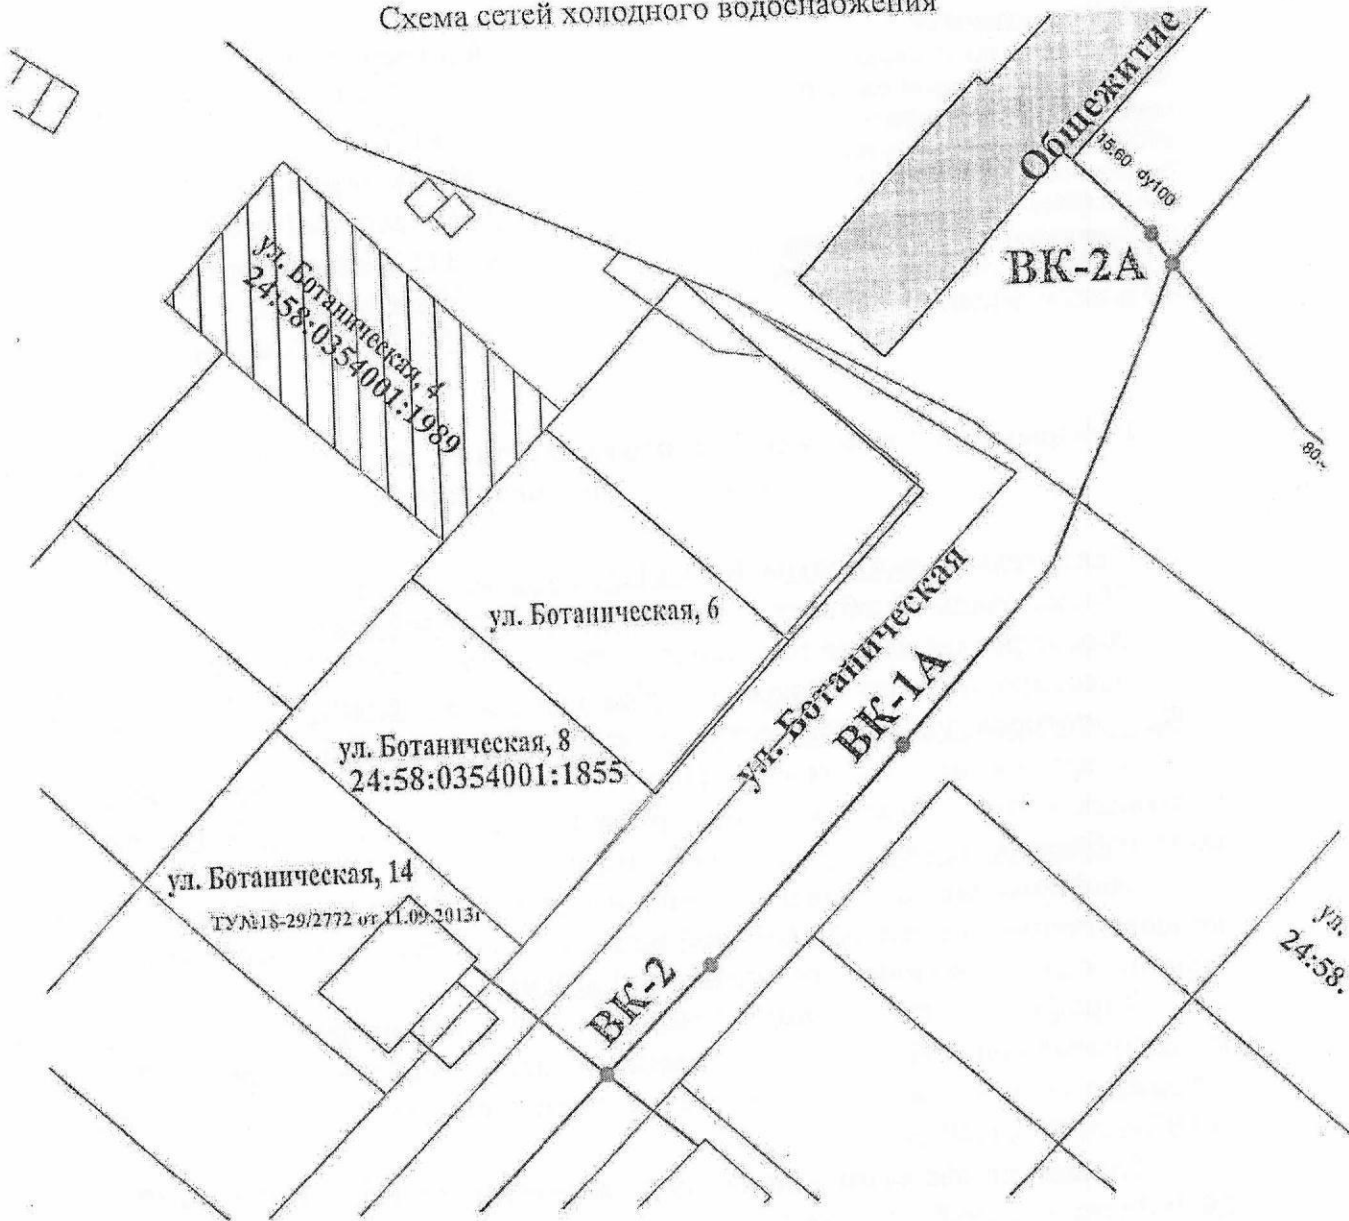 Схема сетей холодного водоснабжения
Общежитие
15.60 dy100
ВК-2А
ул. Ботаническая, 4
24:58:0354001:1989
80.~
ул. Ботаническая, 6
ул. Ботаническая
ВК-1А
ул. Ботаническая, 8
24:58:0354001:1855
ул. Ботаническая, 14
ТУ№18-29/2772 от 11.09.2013г
ВК-2
ул.
24:58.